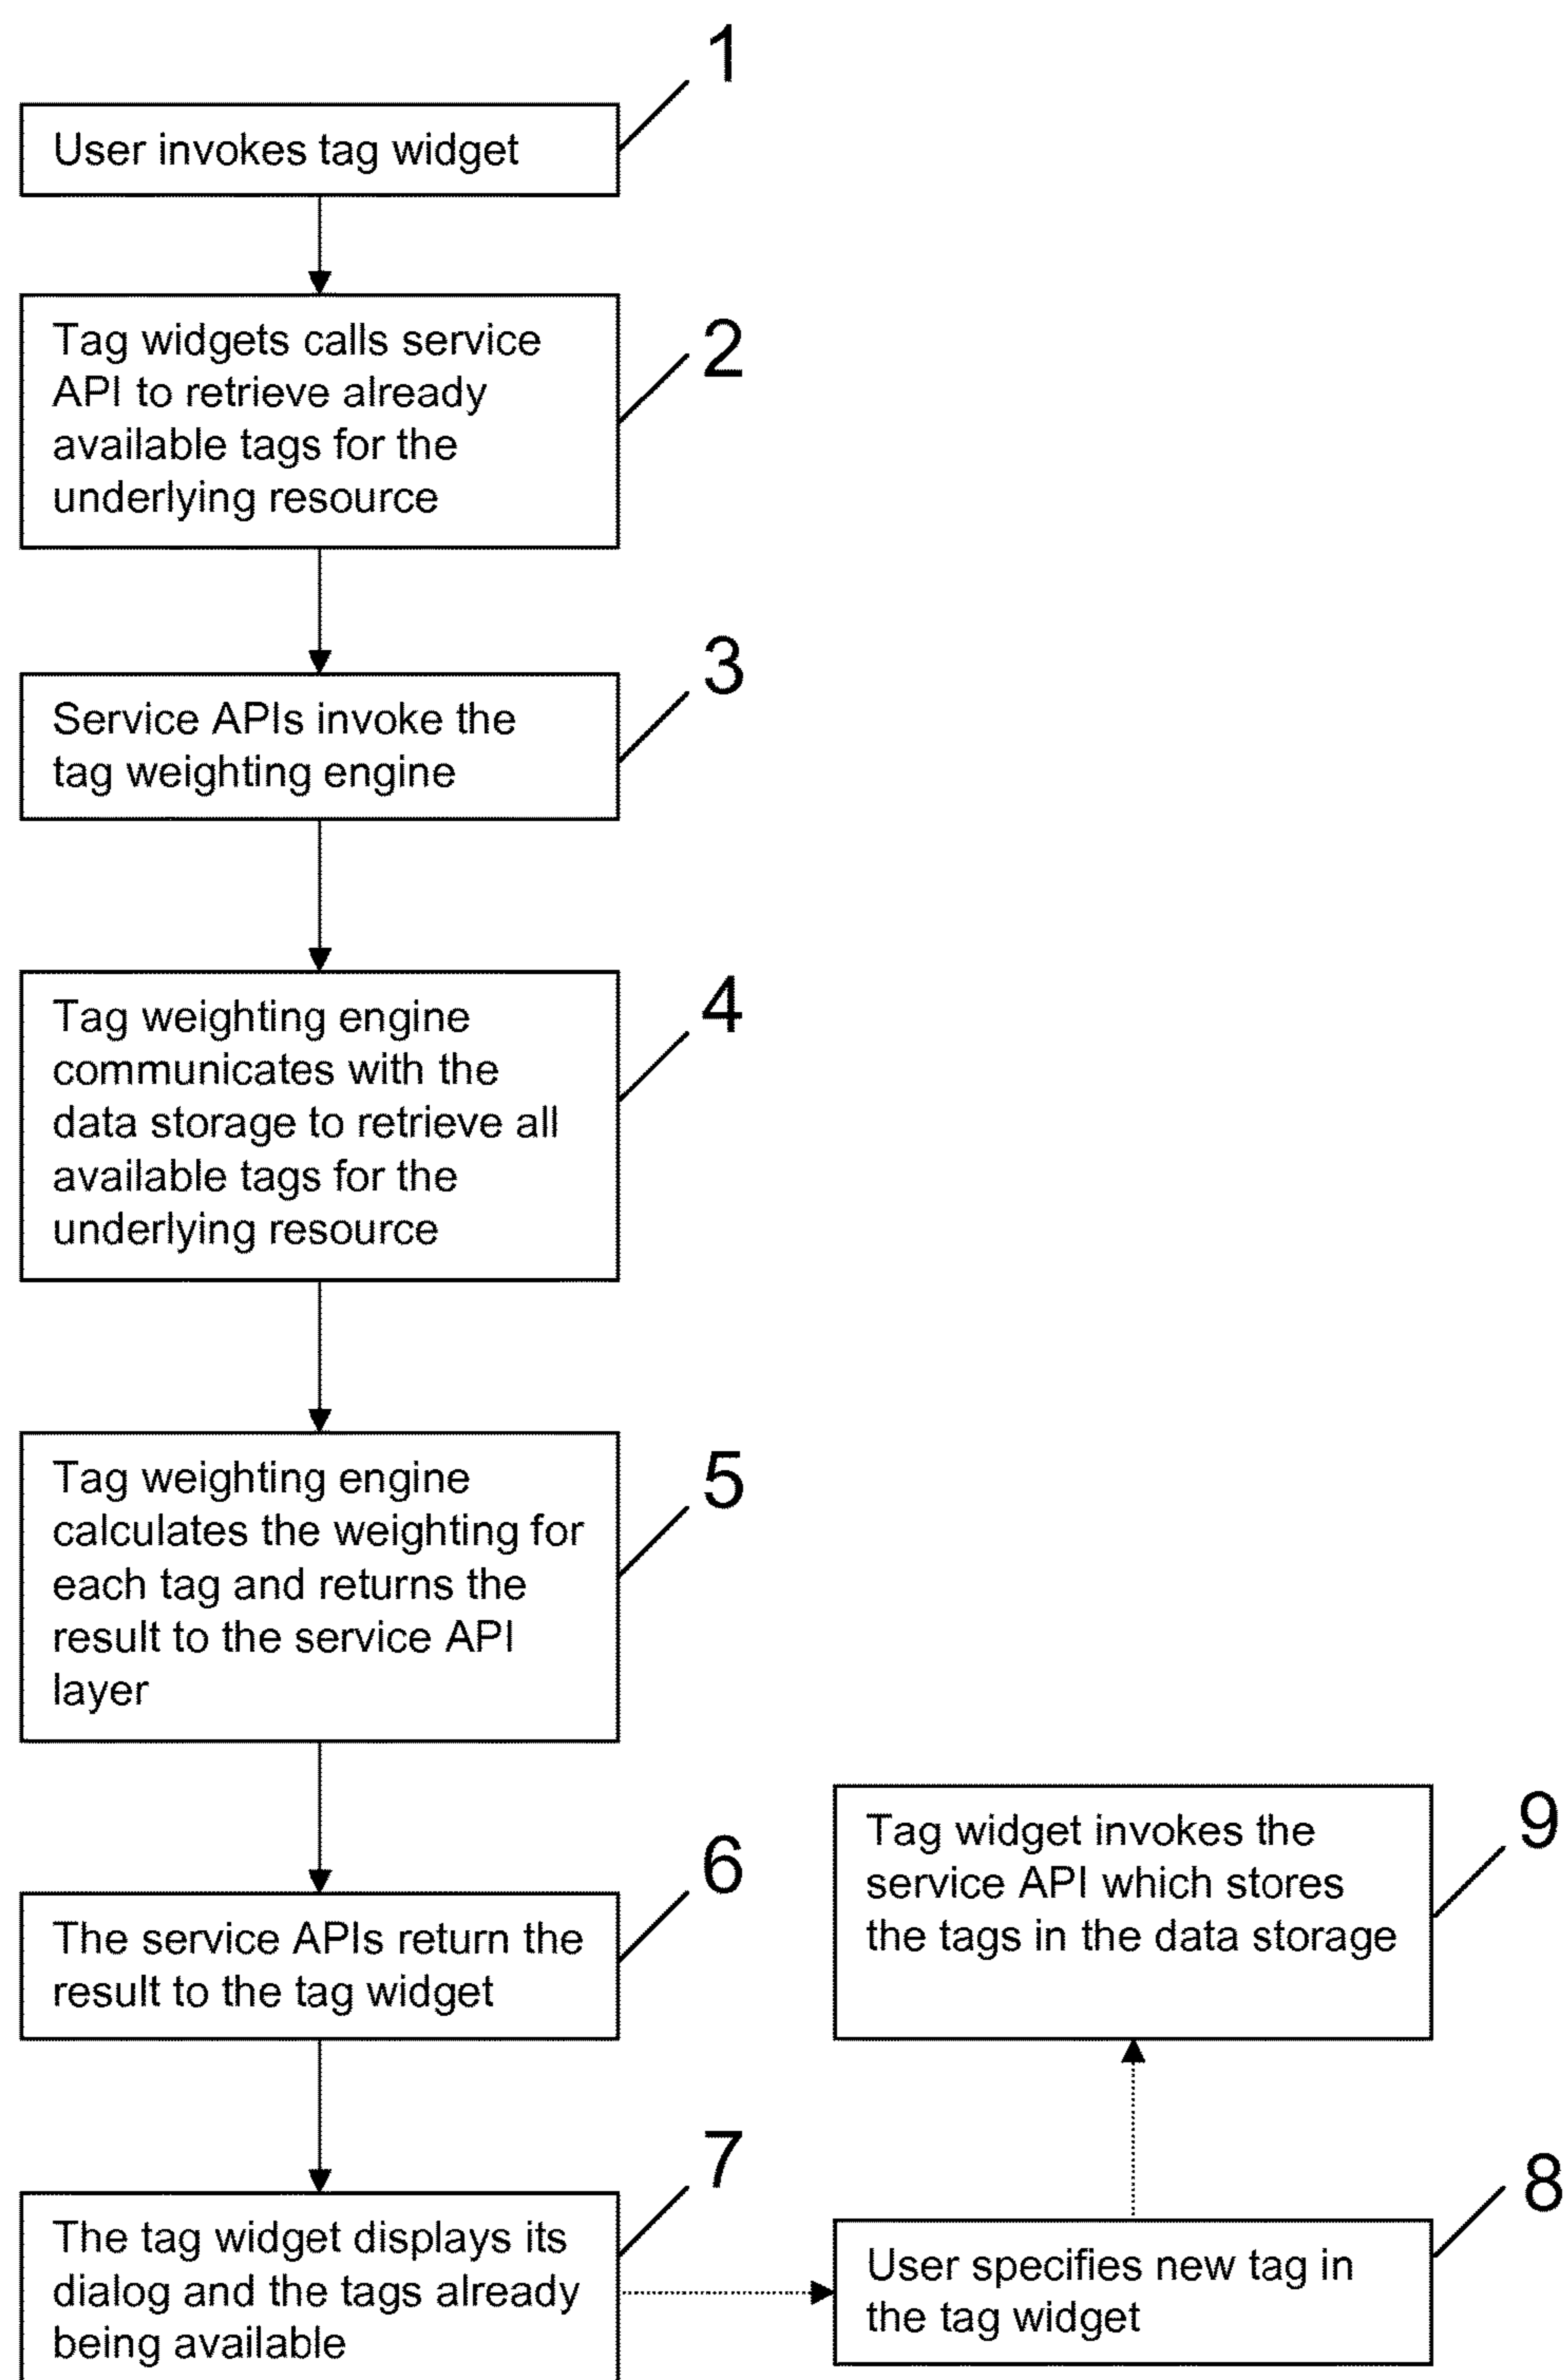 1
User invokes tag widget
2
Tag widgets calls service
API to retrieve already
available tags for the
underlying resource
3
Service APIs invoke the
tag weighting engine
4
Tag weighting engine
communicates with the
data storage to retrieve all
available tags for the
underlying resource
5
Tag weighting engine
calculates the weighting for
each tag and returns the
result to the service API
layer
6
The service APIs return the
result to the tag widget
7
The tag widget displays its
dialog and the tags already
being available
8
User specifies new tag in
the tag widget
9
Tag widget invokes the
service API which stores
the tags in the data storage